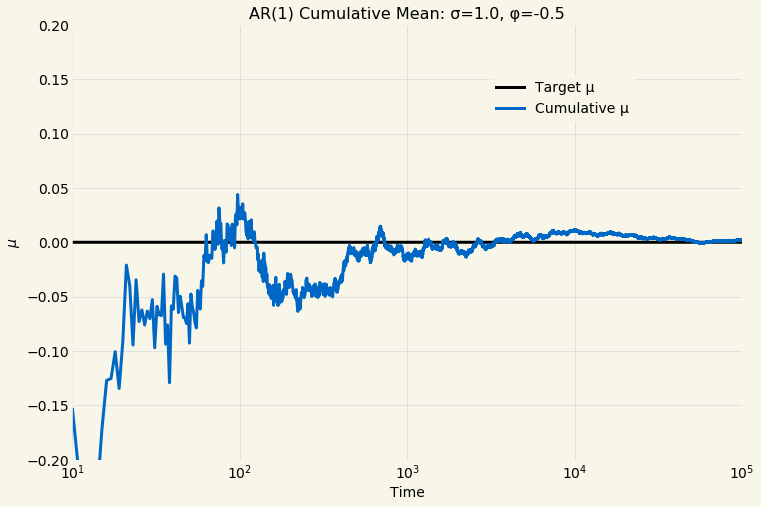 AR(1) Cumulative Mean: σ=1.0, φ=-0.5
0.20
0.15
0.10
0.05
0.00
−0.05
−0.10
−0.15
−0.20
μ
Target μ
Cumulative μ
10¹ 10² 10³ 10⁴ 10⁵
Time